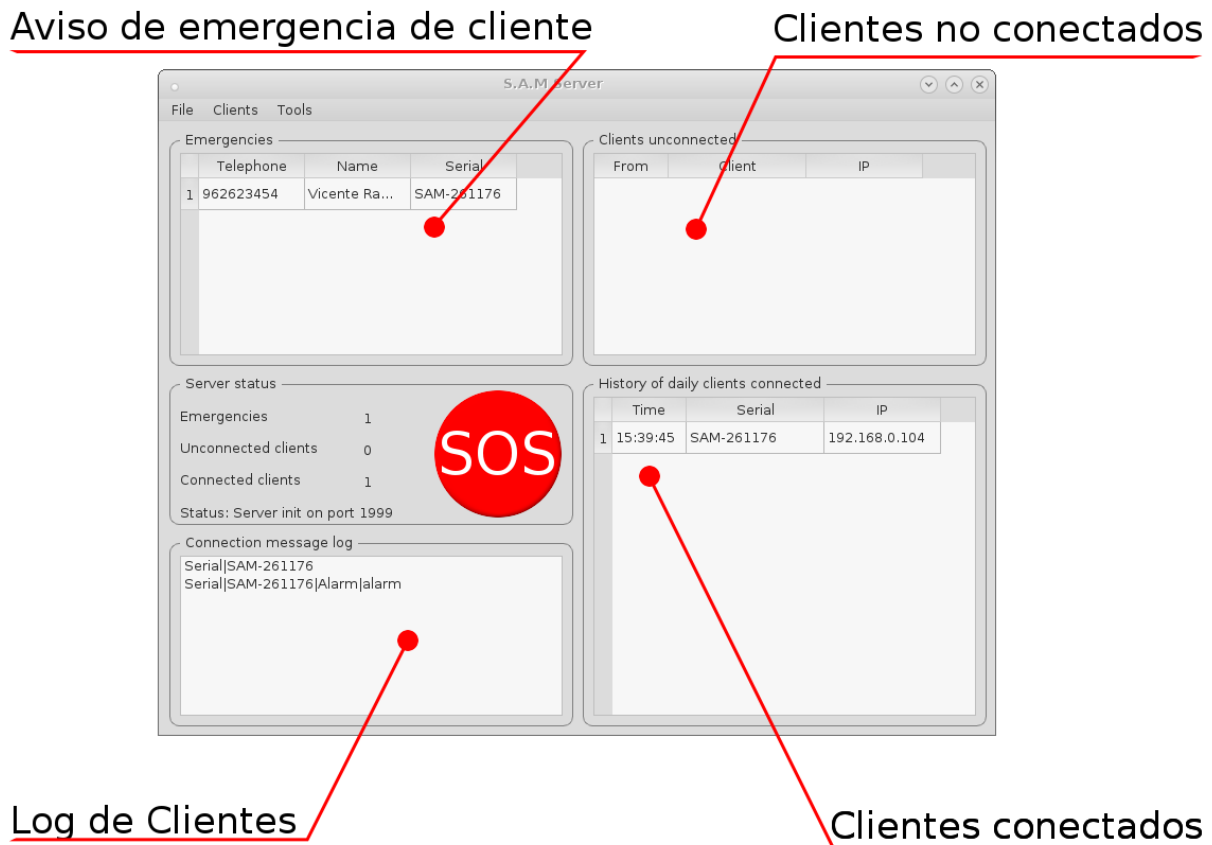 Aviso de emergencia de cliente
Clientes no conectados
S.A.M Server
File Clients Tools
Emergencies
Telephone Name Serial
1 962623454 Vicente Ra... SAM-261176
Clients unconnected
From Client IP
Server status
Emergencies 1
Unconnected clients 0
Connected clients 1
Status: Server init on port 1999
SOS
History of daily clients connected
Time Serial IP
1 15:39:45 SAM-261176 192.168.0.104
Connection message log
Serial|SAM-261176
Serial|SAM-261176|Alarm|alarm
Log de Clientes
Clientes conectados